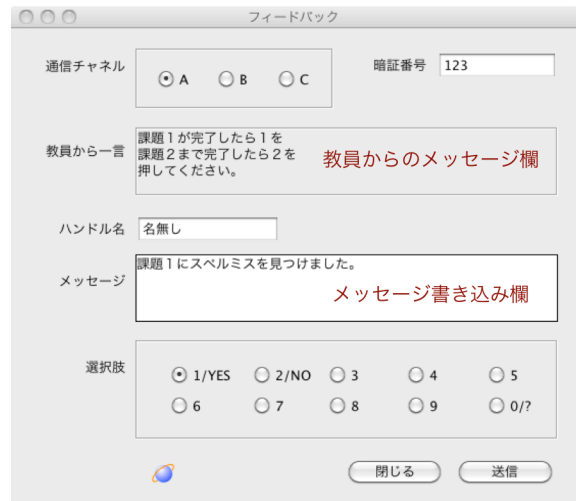 フィードバック
通信チャネル
A B C
暗証番号 123
教員から一言
課題１が完了したら１を
課題２まで完了したら２を
押してください。
教員からのメッセージ欄
ハンドル名 名無し
メッセージ
課題１にスペルミスを見つけました。
メッセージ書き込み欄
選択肢
1/YES 2/NO 3 4 5
6 7 8 9 0/?
閉じる 送信